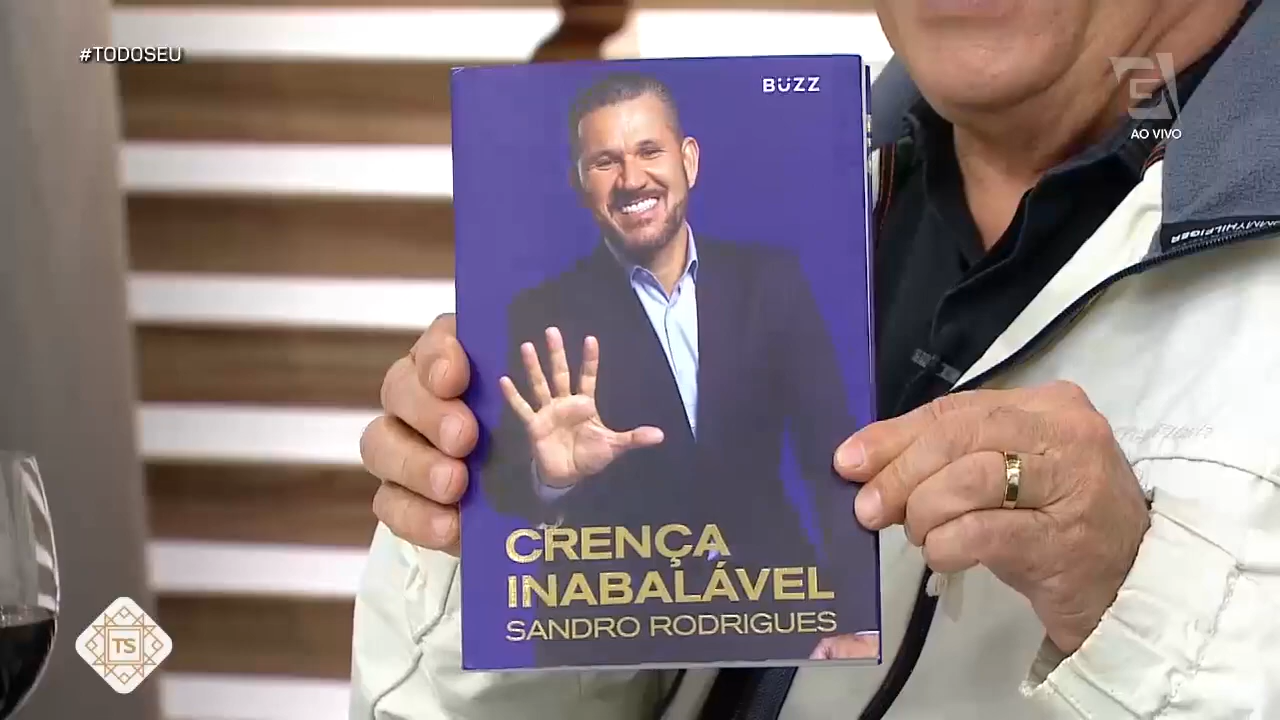 #TODOSEU
BUZZ
AO VIVO
CRENÇA
INABALÁVEL
SANDRO RODRIGUES
TS